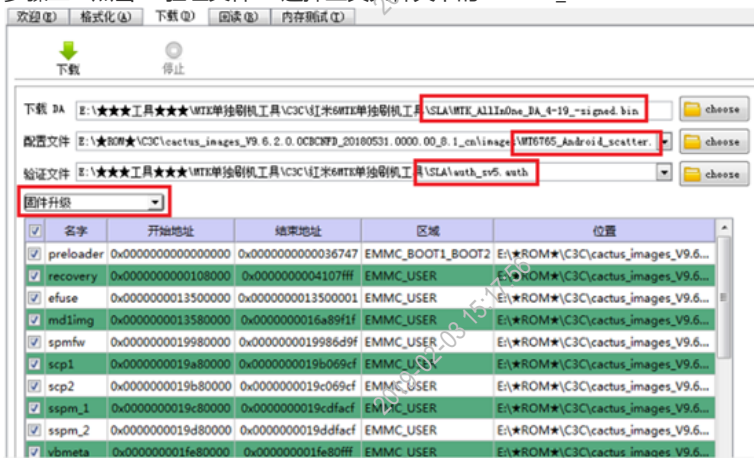 欢迎(E) 格式化(A) 下载(D) 回读(R) 内存测试(T)
下载 停止
下载 DA E:\★★★工具★★★\MTK单独刷机工具\C3C\红米6MTK单独刷机工具\SLA\MTK_AllInOne_DA_4-19_-signed.bin choose
配置文件 E:\★ROM★\C3C\cactus_images_V9.6.2.0.OCBCNFD_20180531.0000.00_8.1_cn\images\MT6765_Android_scatter. choose
验证文件 E:\★★★工具★★★\MTK单独刷机工具\C3C\红米6MTK单独刷机工具\SLA\auth_sv5.auth choose
固件升级
名字 开始地址 结束地址 区域 位置
preloader 0x0000000000000000 0x0000000000036747 EMMC_BOOT1_BOOT2 E:\★ROM★\C3C\cactus_images_V9.6...
recovery 0x0000000000108000 0x0000000004107fff EMMC_USER E:\★ROM★\C3C\cactus_images_V9.6...
efuse 0x0000000013500000 0x0000000013500001 EMMC_USER E:\★ROM★\C3C\cactus_images_V9.6...
md1img 0x0000000013580000 0x0000000016a89f1f EMMC_USER E:\★ROM★\C3C\cactus_images_V9.6...
spmfw 0x0000000019980000 0x0000000019986d9f EMMC_USER E:\★ROM★\C3C\cactus_images_V9.6...
scp1 0x0000000019a80000 0x0000000019b069cf EMMC_USER E:\★ROM★\C3C\cactus_images_V9.6...
scp2 0x0000000019b80000 0x0000000019c069cf EMMC_USER E:\★ROM★\C3C\cactus_images_V9.6...
sspm_1 0x0000000019c80000 0x0000000019cdfacf EMMC_USER E:\★ROM★\C3C\cactus_images_V9.6...
sspm_2 0x0000000019d80000 0x0000000019ddfacf EMMC_USER E:\★ROM★\C3C\cactus_images_V9.6...
vbmeta 0x000000001fe80000 0x000000001fe80fff EMMC_USER E:\★ROM★\C3C\cactus_images_V9.6...
15:17:56